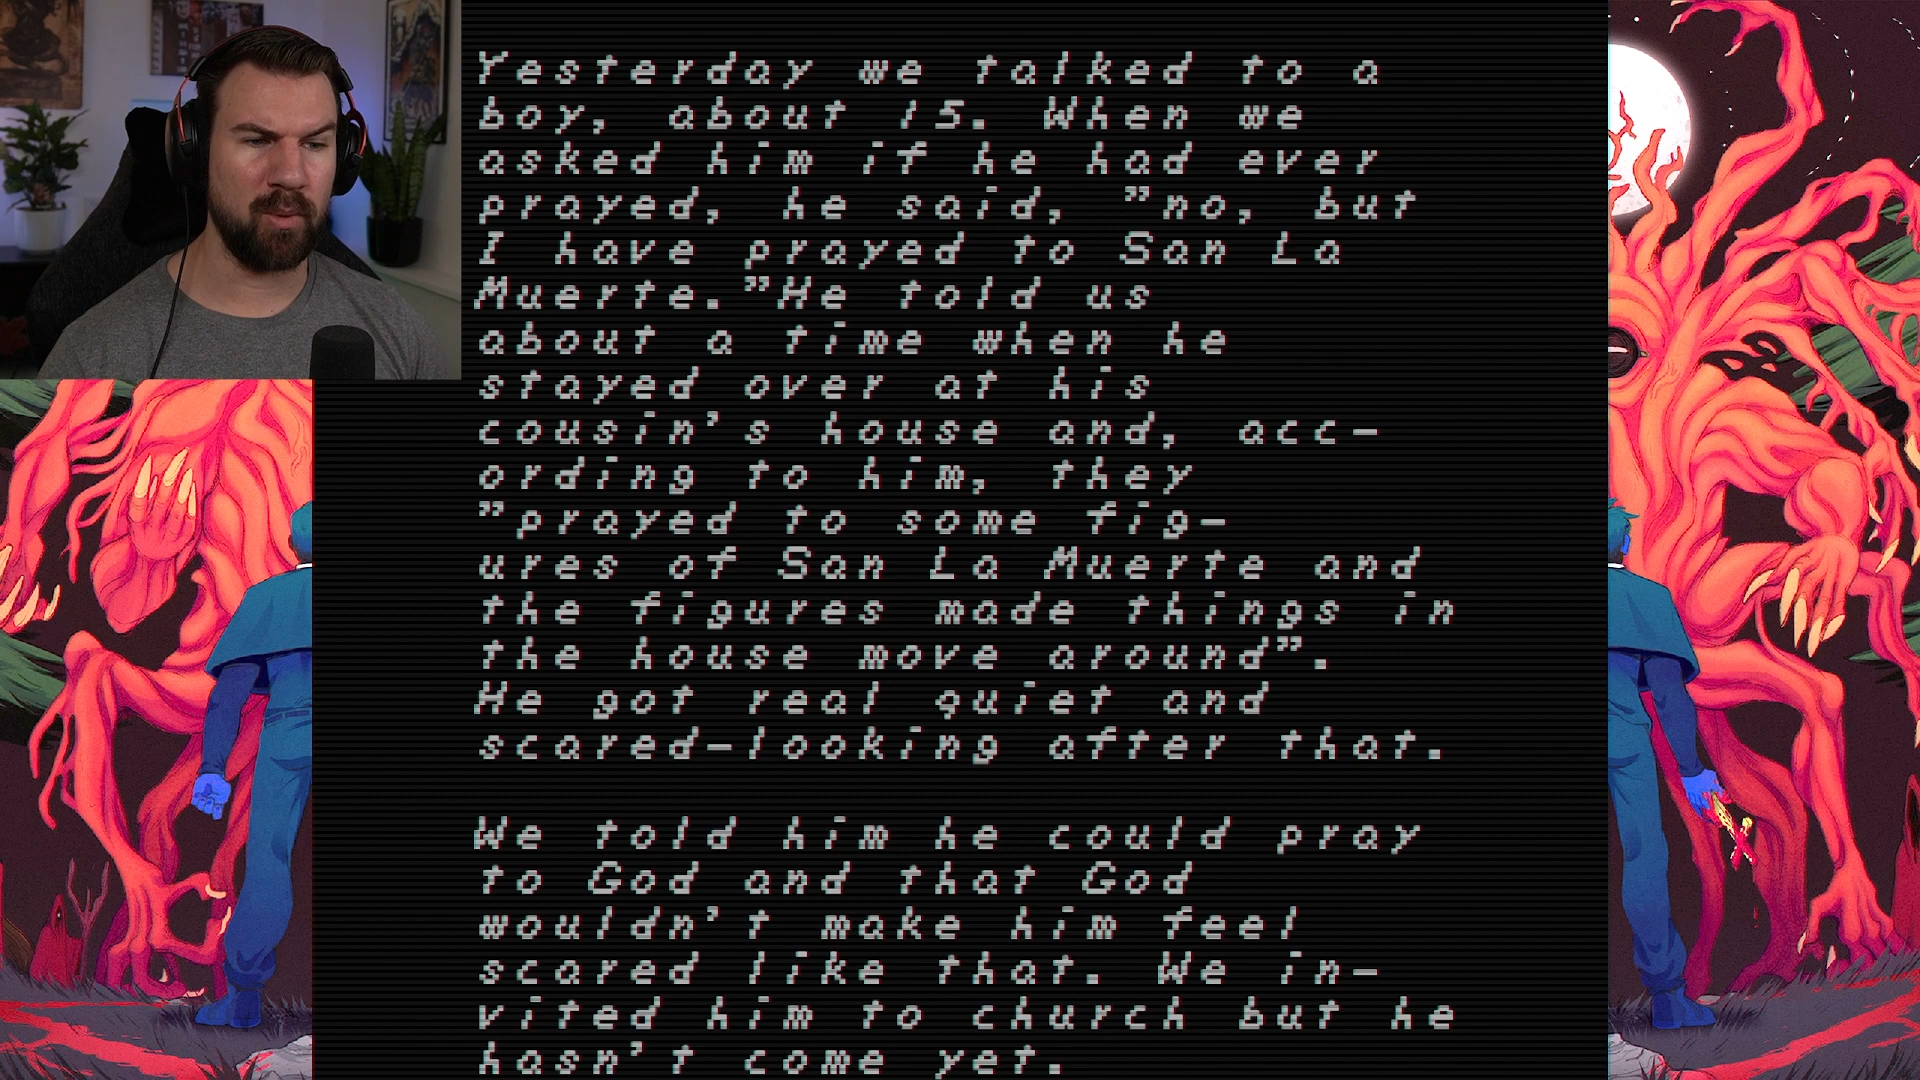 Yesterday we talked to a
boy, about 15. When we
asked him if he had ever
prayed, he said, "no, but
I have prayed to San La
Muerte."He told us
about a time when he
stayed over at his
cousin's house and, acc-
ording to him, they
"prayed to some fig-
ures of San La Muerte and
the figures made things in
the house move around".
He got real quiet and
scared-looking after that.
We told him he could pray
to God and that God
wouldn't make him feel
scared like that. We in-
vited him to church but he
hasn't come yet.